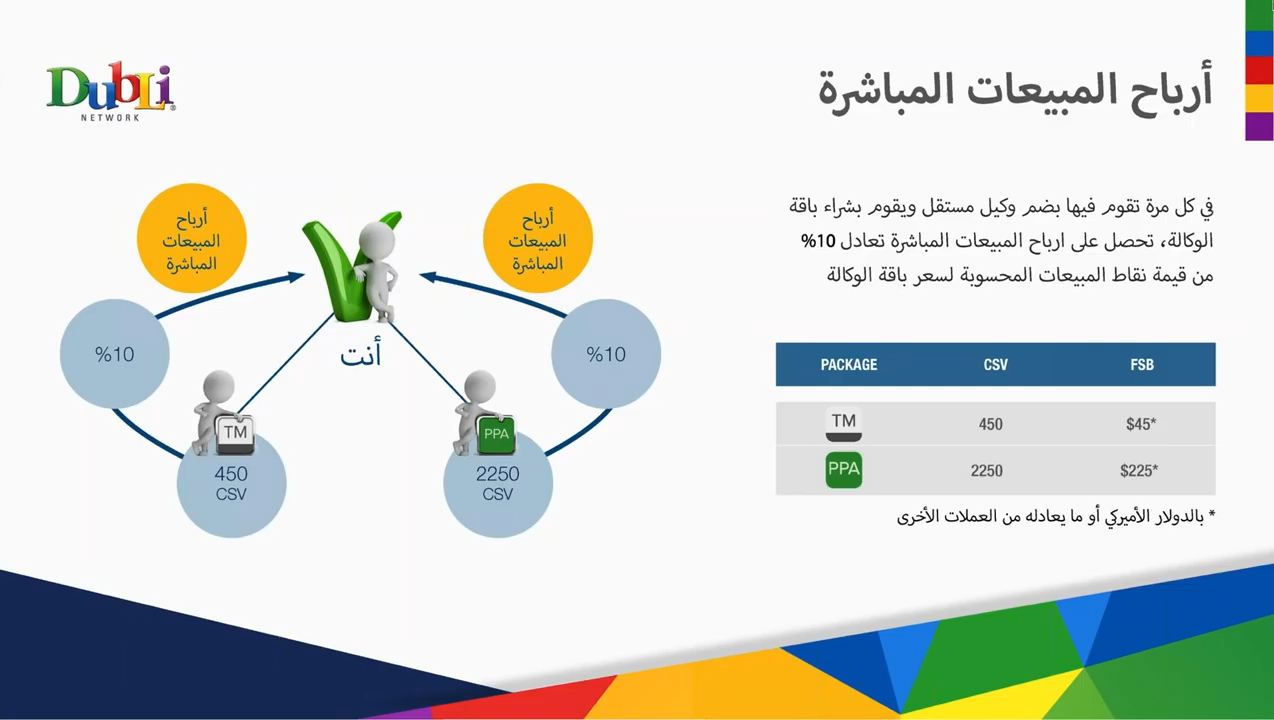 DubLi
NETWORK
أرباح المبيعات المباشرة
في كل مرة تقوم فيها بضم وكيل مستقل ويقوم بشراء باقة
الوكالة، تحصل على ارباح المبيعات المباشرة تعادل 10%
من قيمة نقاط المبيعات المحسوبة لسعر باقة الوكالة
PACKAGE CSV FSB
TM 450 $45*
PPA 2250 $225*
* بالدولار الأميركي أو ما يعادله من العملات الأخرى
أرباح
المبيعات
المباشرة
أرباح
المبيعات
المباشرة
%10
أنت
%10
TM
450
CSV
PPA
2250
CSV